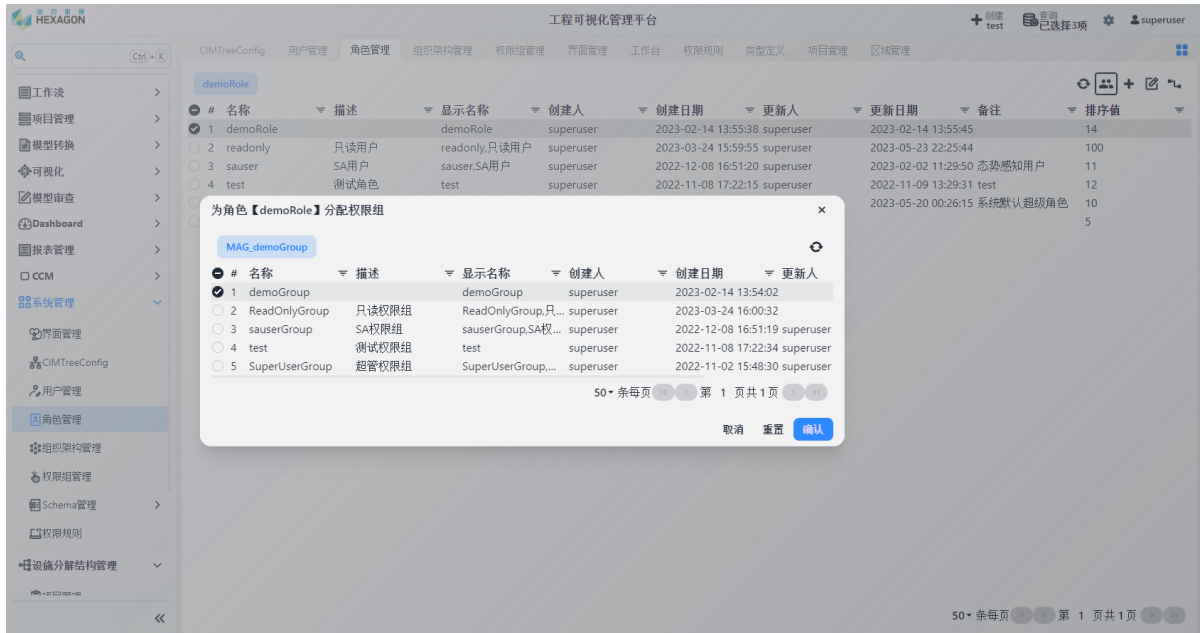 HEXAGON
工程可视化管理平台
创建 test
查询 已选择3项
superuser
Ctrl + K
CIMTreeConfig 用户管理 角色管理 组织架构管理 权限组管理 界面管理 工作台 权限规则 类型定义 项目管理 区域管理
工作流
项目管理
模型转换
可视化
模型审查
Dashboard
报表管理
CCM
系统管理
界面管理
CIMTreeConfig
用户管理
角色管理
组织架构管理
权限组管理
Schema管理
权限规则
设施分解结构管理
demoRole
# 名称 描述 显示名称 创建人 创建日期 更新人 更新日期 备注 排序值
1 demoRole demoRole superuser 2023-02-14 13:55:38 superuser 2023-02-14 13:55:45 14
2 readonly 只读用户 readonly,只读用户 superuser 2023-03-24 15:59:55 superuser 2023-05-23 22:25:44 100
3 sauser SA用户 sauser,SA用户 superuser 2022-12-08 16:51:20 superuser 2023-02-02 11:29:50 态势感知用户 11
4 test 测试角色 test superuser 2022-11-08 17:22:15 superuser 2022-11-09 13:29:31 test 12
2023-05-20 00:26:15 系统默认超级角色 10
5
为角色【demoRole】分配权限组
MAG_demoGroup
# 名称 描述 显示名称 创建人 创建日期 更新人
1 demoGroup demoGroup superuser 2023-02-14 13:54:02
2 ReadOnlyGroup 只读权限组 ReadOnlyGroup,只... superuser 2023-03-24 16:00:32
3 sauserGroup SA权限组 sauserGroup,SA权... superuser 2022-12-08 16:51:19 superuser
4 test 测试权限组 test superuser 2022-11-08 17:22:34 superuser
5 SuperUserGroup 超管权限组 SuperUserGroup,... superuser 2022-11-02 15:48:30 superuser
50 条每页 第 1 页共1页
取消 重置 确认
50 条每页 第 1 页共1页